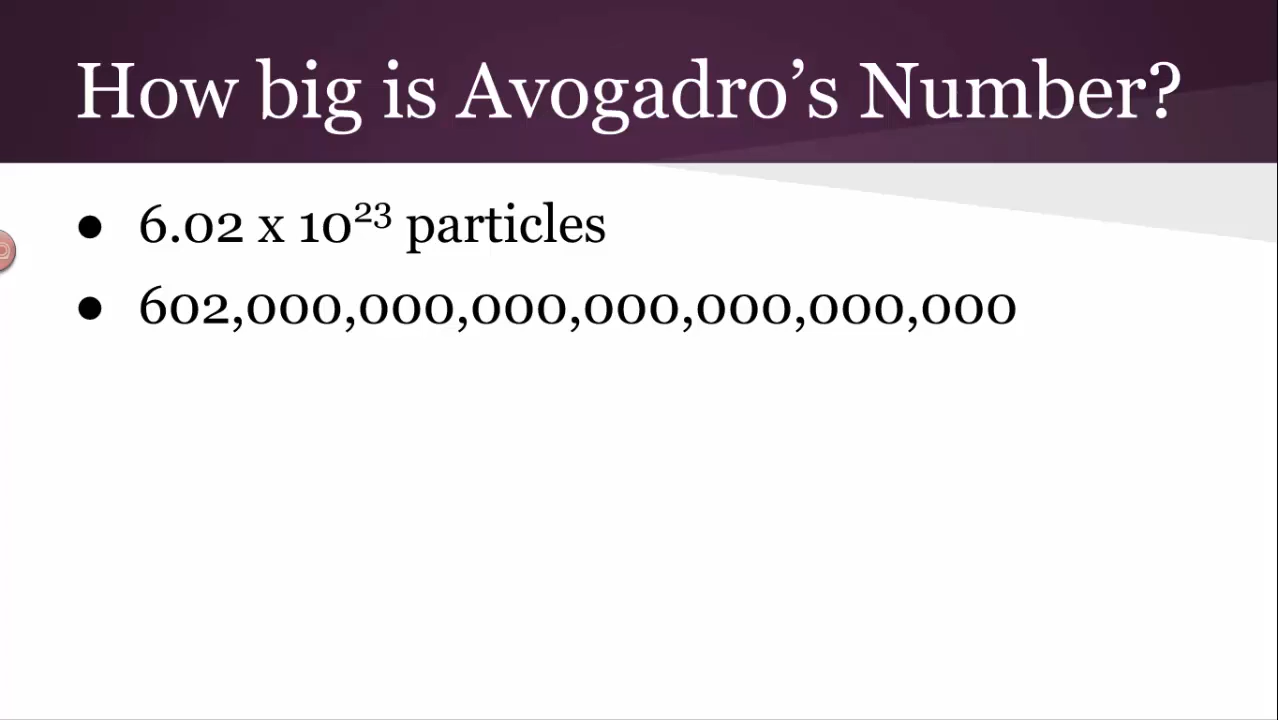 How big is Avogadro’s Number?
● 6.02 x 10²³ particles
● 602,000,000,000,000,000,000,000